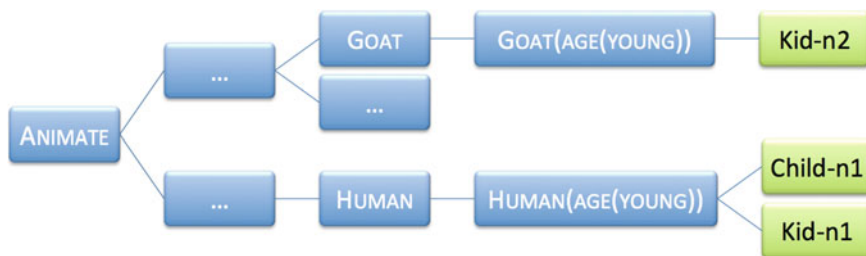 ANIMATE
...
GOAT
GOAT(AGE(YOUNG))
Kid-n2
...
...
HUMAN
HUMAN(AGE(YOUNG))
Child-n1
Kid-n1